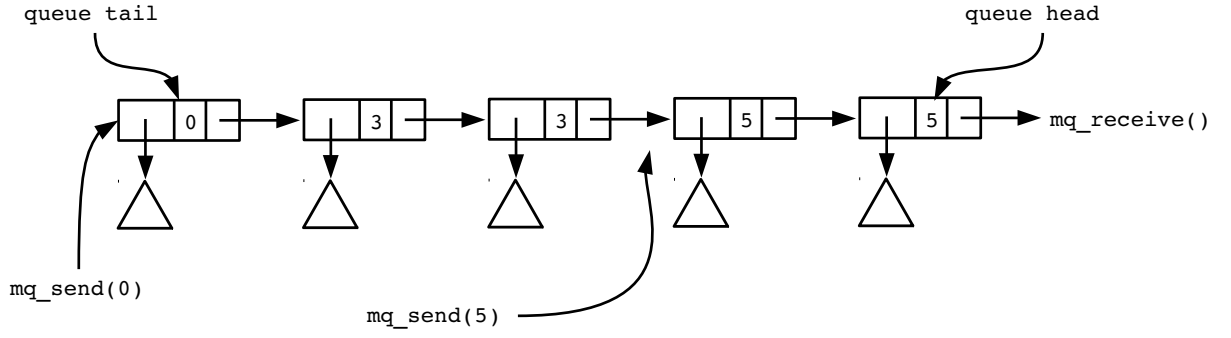 queue tail
queue head
0
3
3
5
5
mq_receive()
mq_send(0)
mq_send(5)